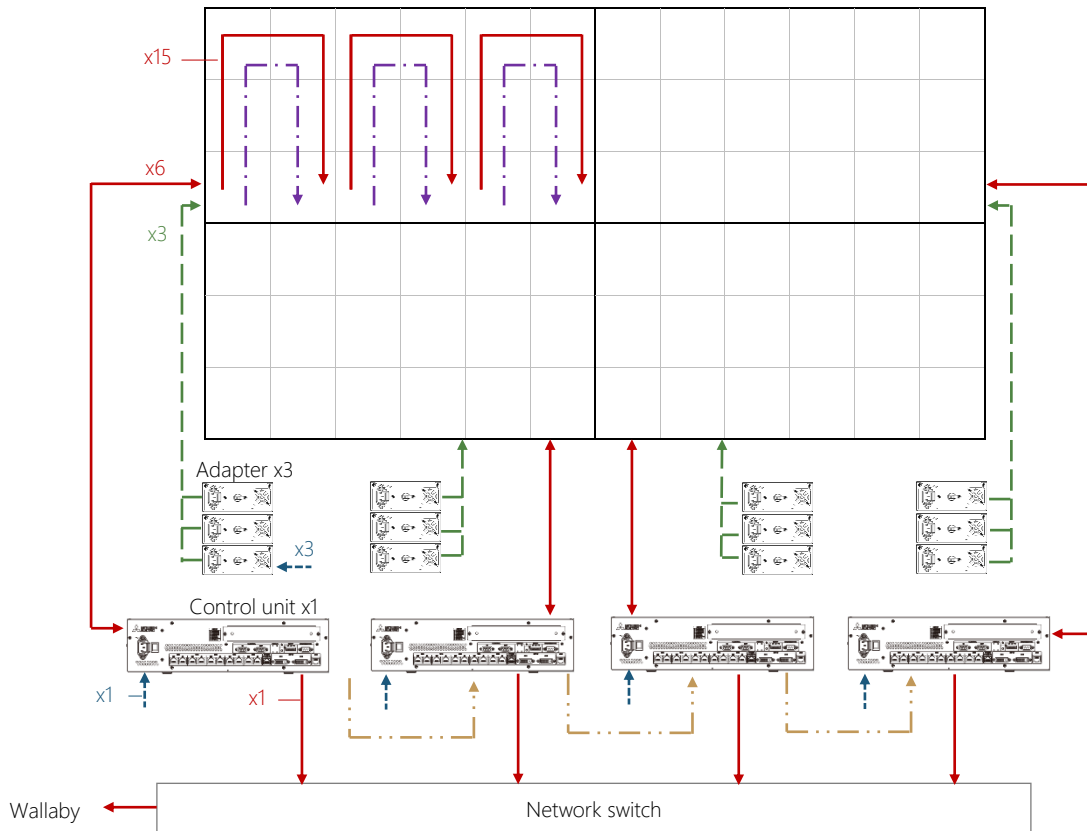 x15
x6
x3
Adapter x3
x3
Control unit x1
x1
x1
Wallaby
Network switch